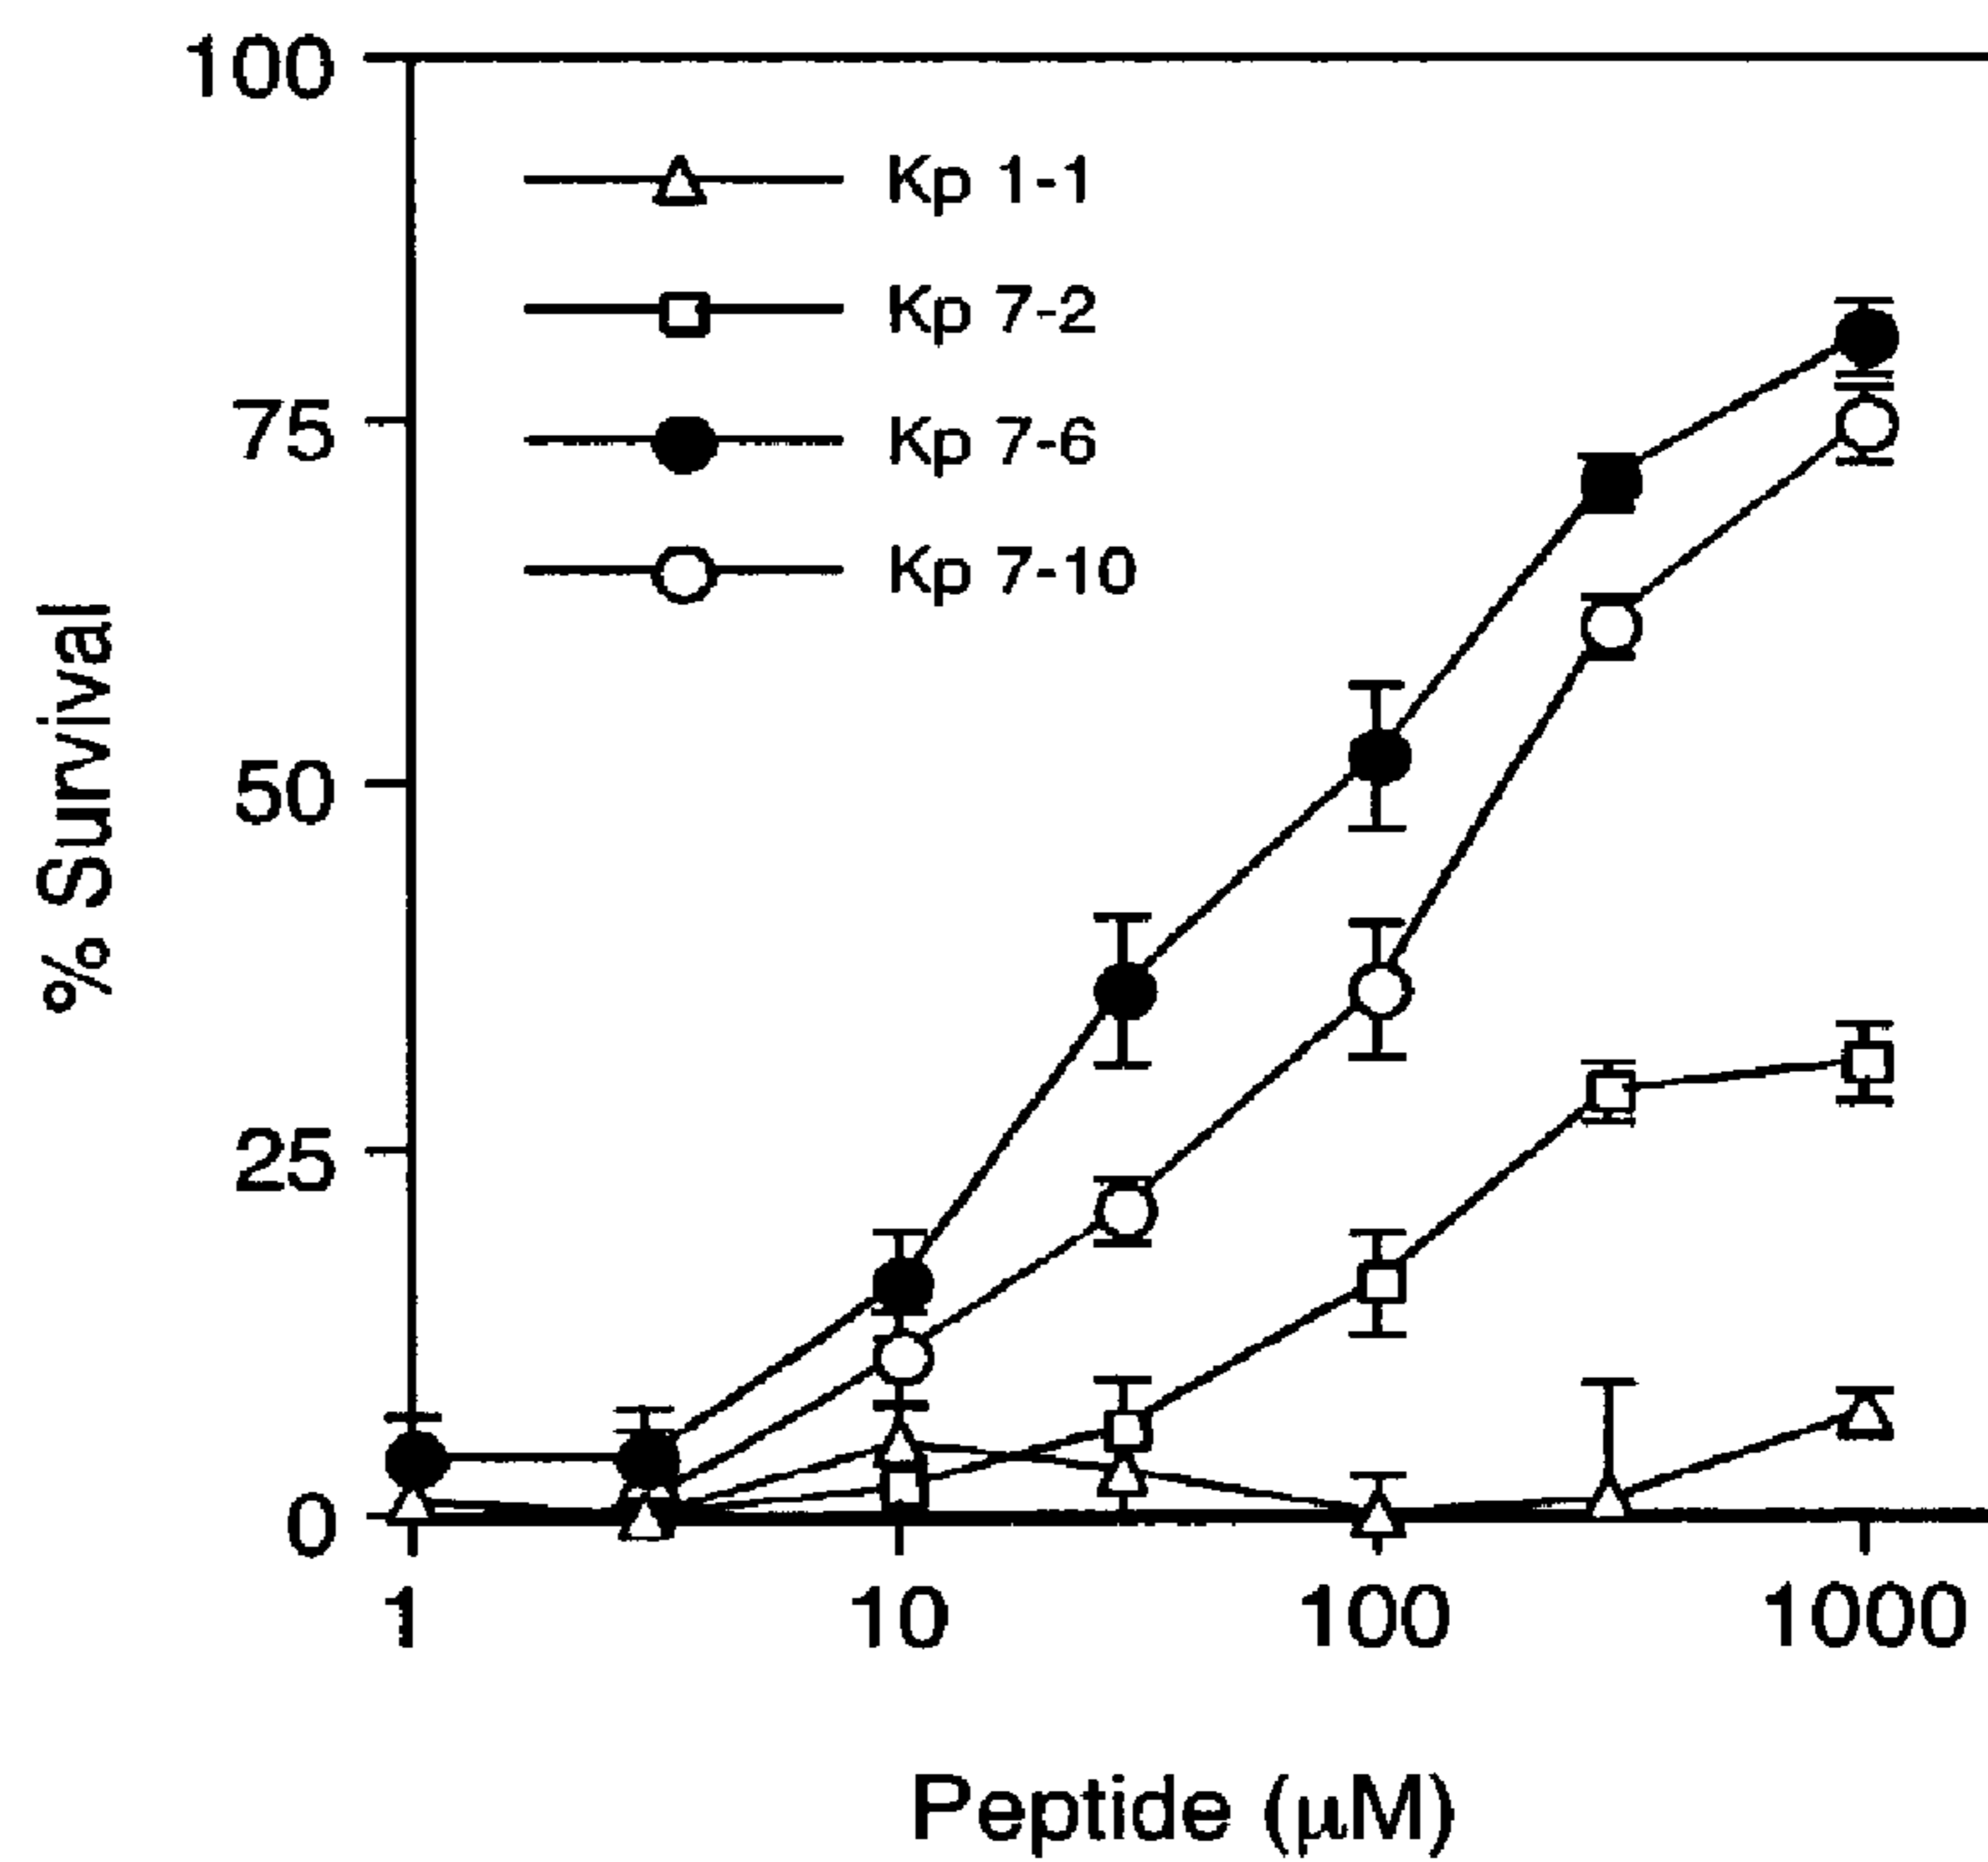 100
75
50
25
0
% Survival
Kp 1-1
Kp 7-2
Kp 7-6
Kp 7-10
1 10 100 1000
Peptide (μM)